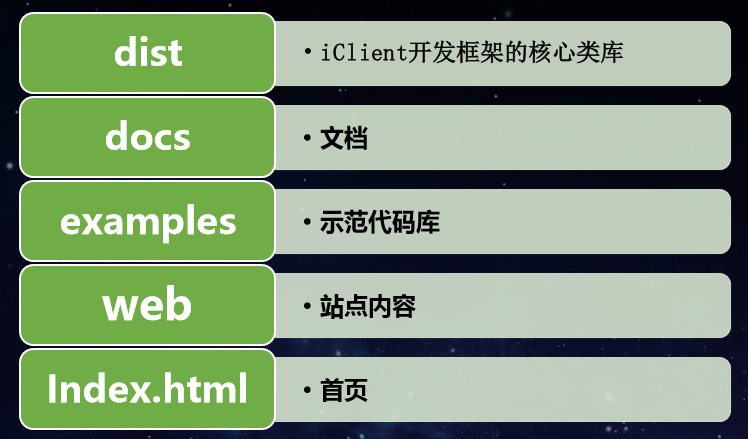 dist
•iClient开发框架的核心类库
docs
•文档
examples
•示范代码库
web
•站点内容
Index.html
•首页